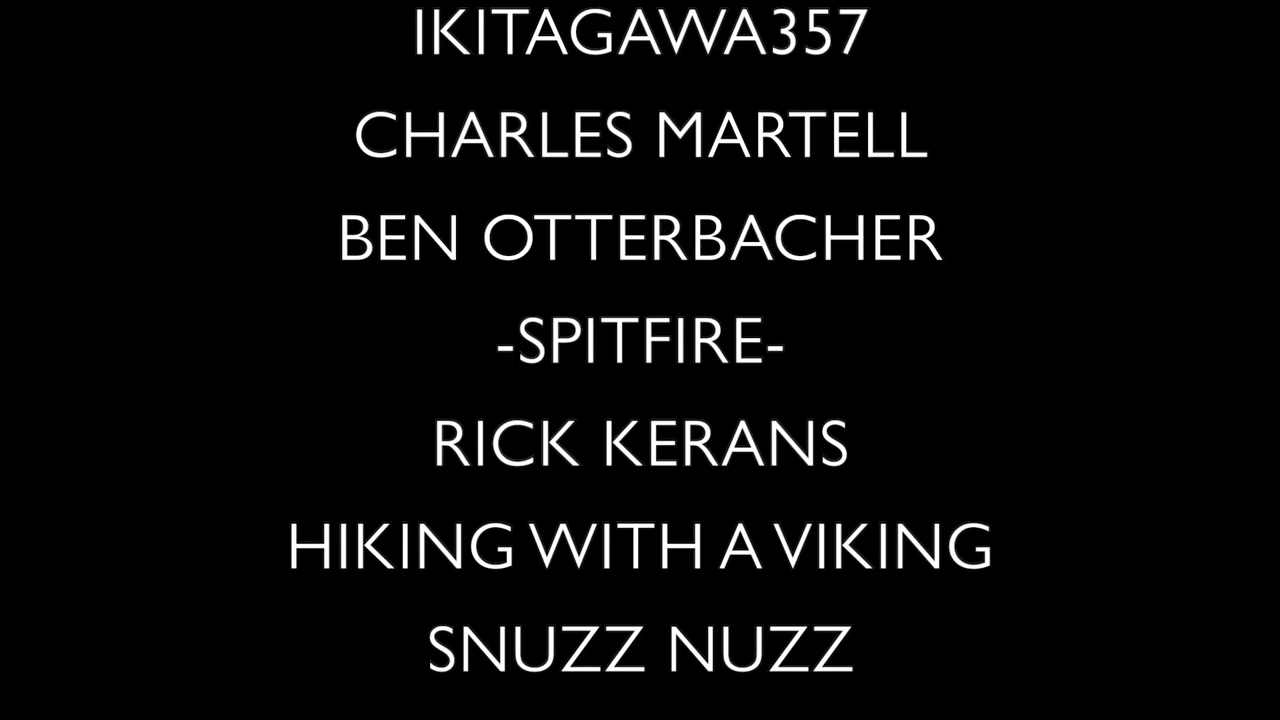 IKITAGAWA357
CHARLES MARTELL
BEN OTTERBACHER
-SPITFIRE-
RICK KERANS
HIKING WITH A VIKING
SNUZZ NUZZ